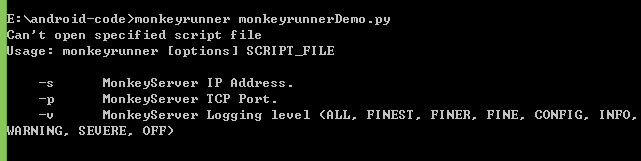 E:\android-code>monkeyrunner monkeyrunnerDemo.py
Can't open specified script file
Usage: monkeyrunner [options] SCRIPT_FILE
-s      MonkeyServer IP Address.
-p      MonkeyServer TCP Port.
-v      MonkeyServer Logging level (ALL, FINEST, FINER, FINE, CONFIG, INFO,
WARNING, SEVERE, OFF)